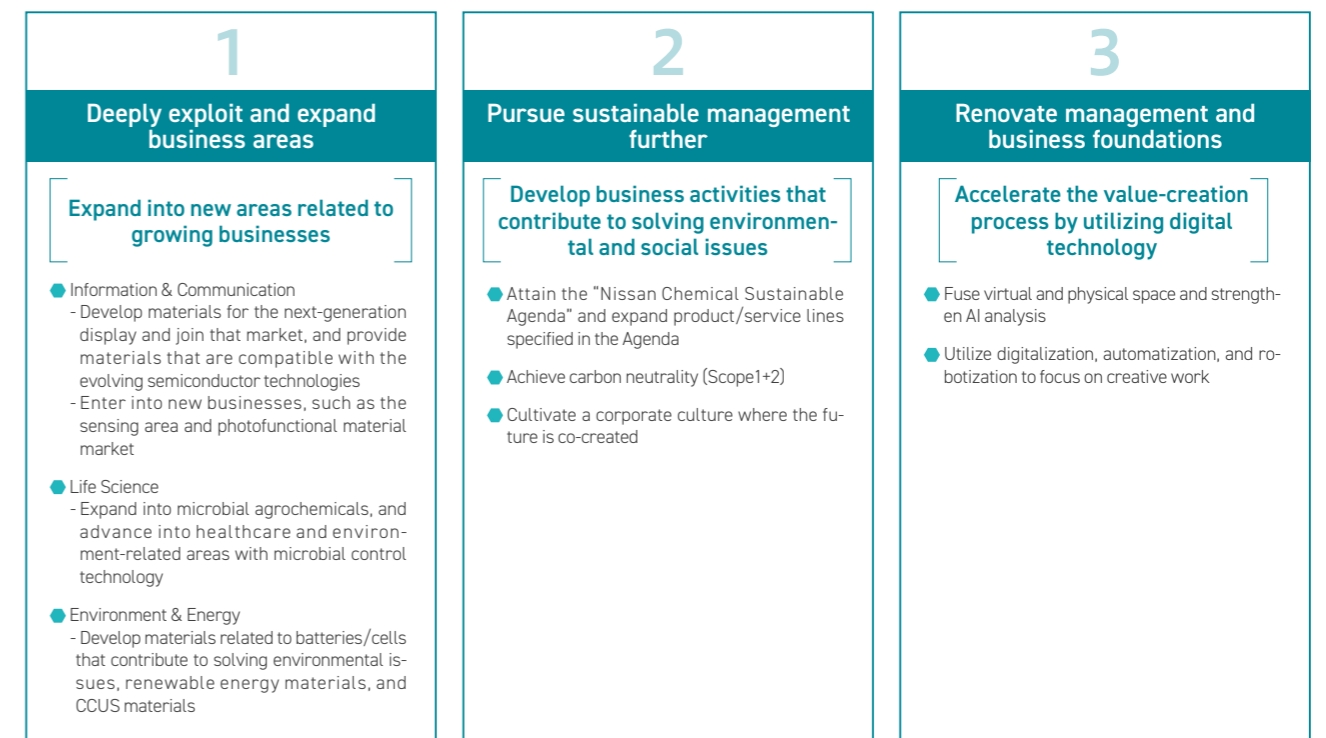 1
Deeply exploit and expand
business areas
Expand into new areas related to
growing businesses
Information & Communication
- Develop materials for the next-generation
display and join that market, and provide
materials that are compatible with the
evolving semiconductor technologies
- Enter into new businesses, such as the
sensing area and photofunctional material
market
Life Science
- Expand into microbial agrochemicals, and
advance into healthcare and environ-
ment-related areas with microbial control
technology
Environment & Energy
- Develop materials related to batteries/cells
that contribute to solving environmental is-
sues, renewable energy materials, and
CCUS materials
2
Pursue sustainable management
further
Develop business activities that
contribute to solving environmen-
tal and social issues
Attain the "Nissan Chemical Sustainable
Agenda" and expand product/service lines
specified in the Agenda
Achieve carbon neutrality (Scope1+2)
Cultivate a corporate culture where the fu-
ture is co-created
3
Renovate management and
business foundations
Accelerate the value-creation
process by utilizing digital
technology
Fuse virtual and physical space and strength-
en AI analysis
Utilize digitalization, automatization, and ro-
botization to focus on creative work